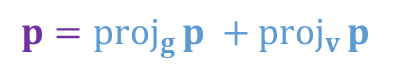 p = proj_g p + proj_v p